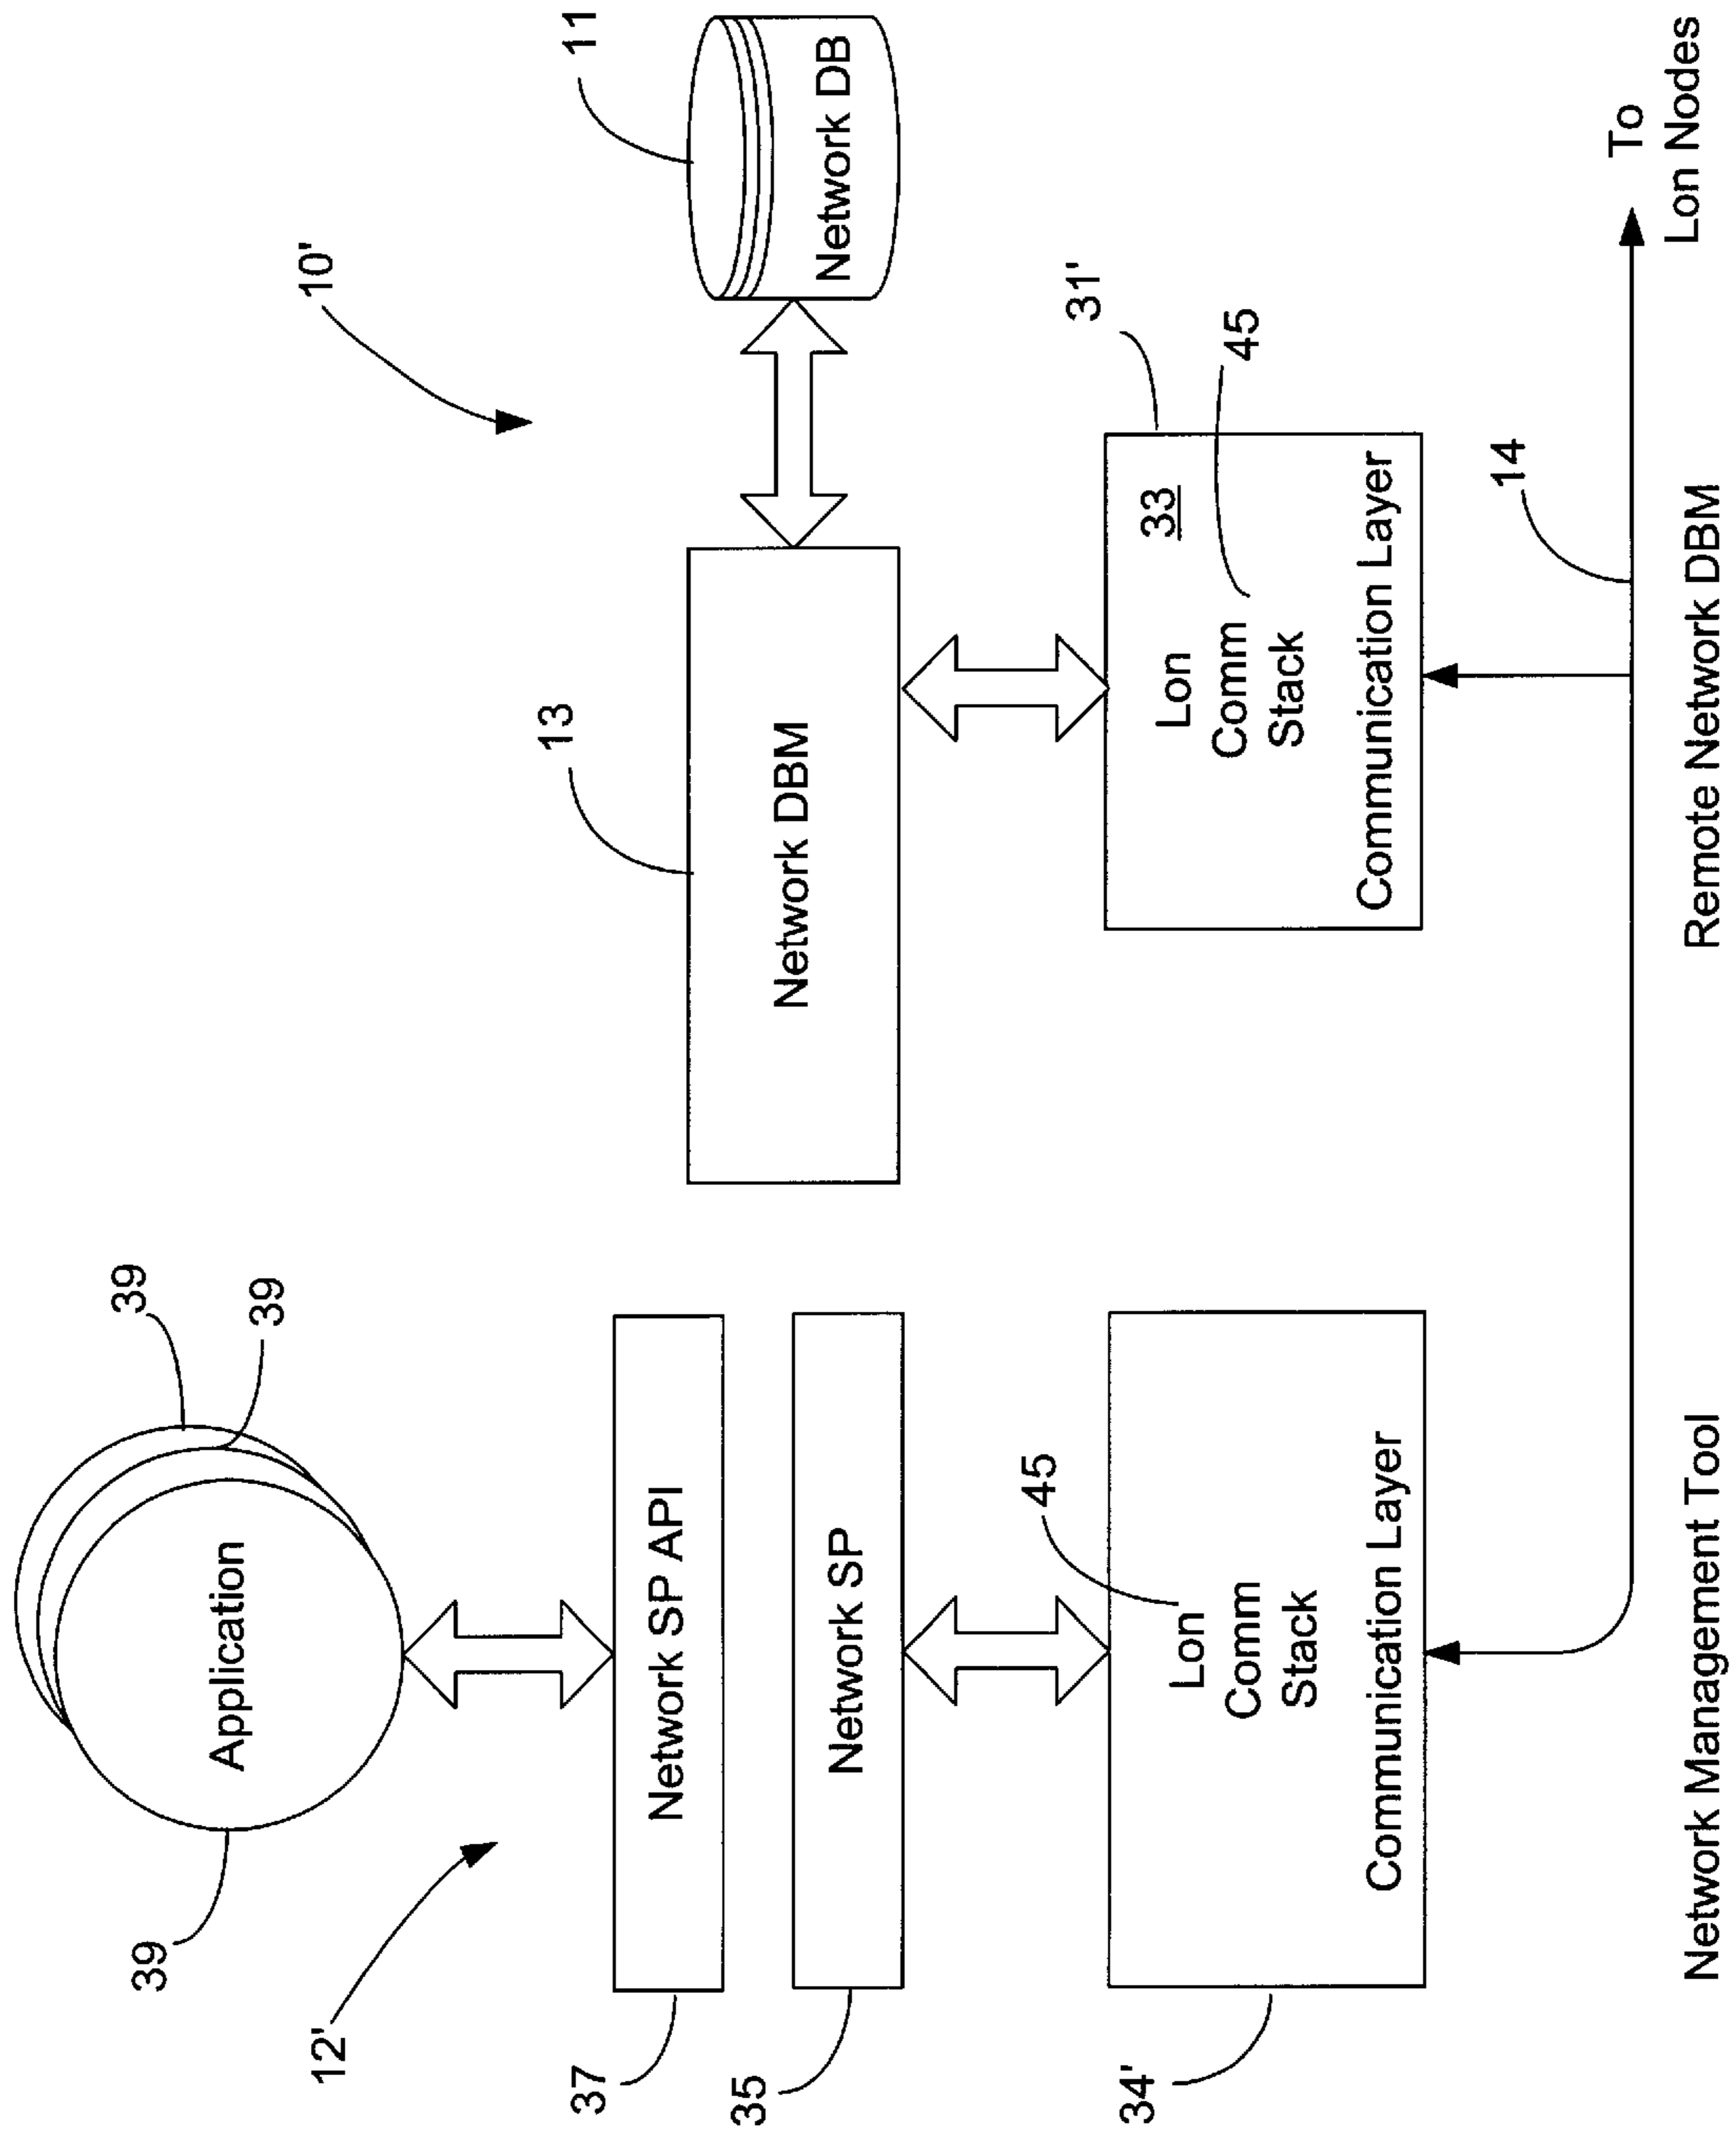 39
39
39
Application
12'
37
Network SP API
35
Network SP
34'
45
Lon
Comm
Stack
Communication Layer
Network Management Tool
10'
11
Network DB
13
Network DBM
31'
33
45
Lon
Comm
Stack
Communication Layer
14
To
Lon Nodes
Remote Network DBM